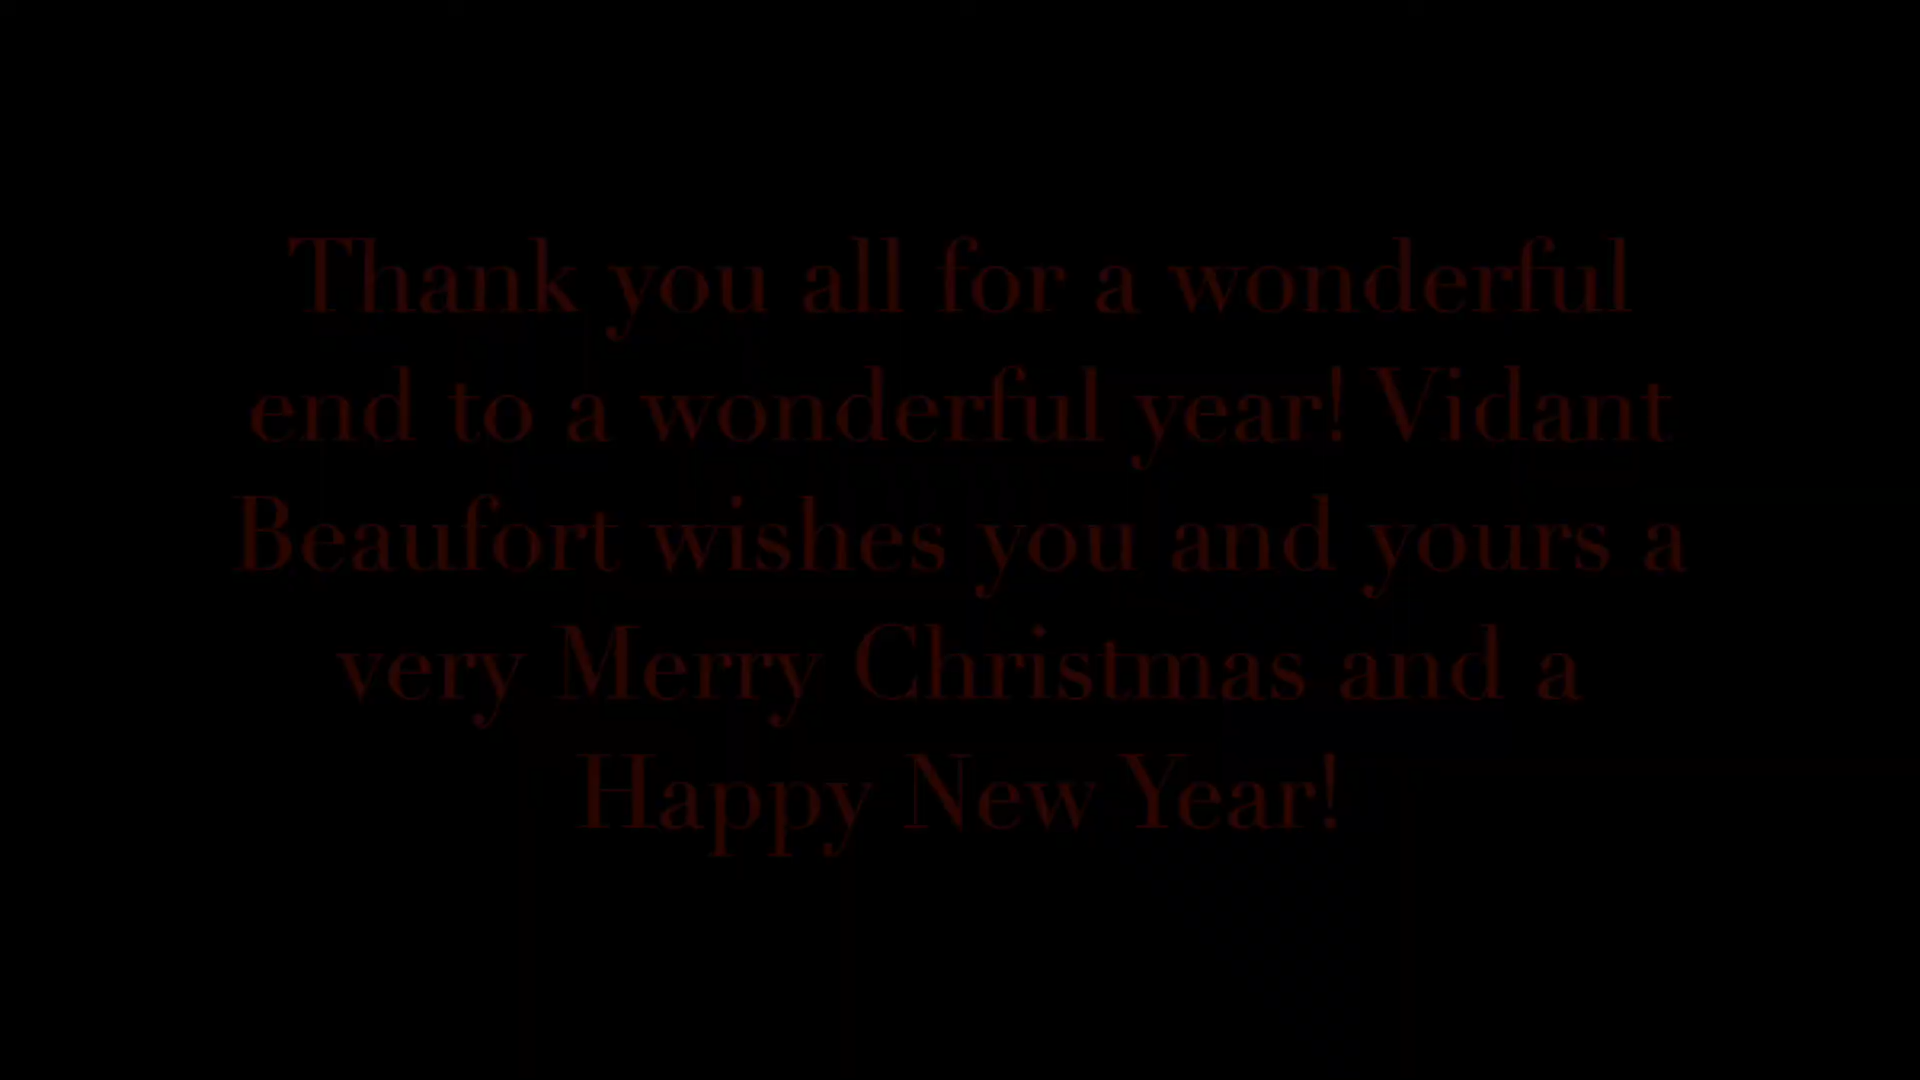 Thank you all for a wonderful
end to a wonderful year! Vidant
Beaufort wishes you and yours a
very Merry Christmas and a
Happy New Year!